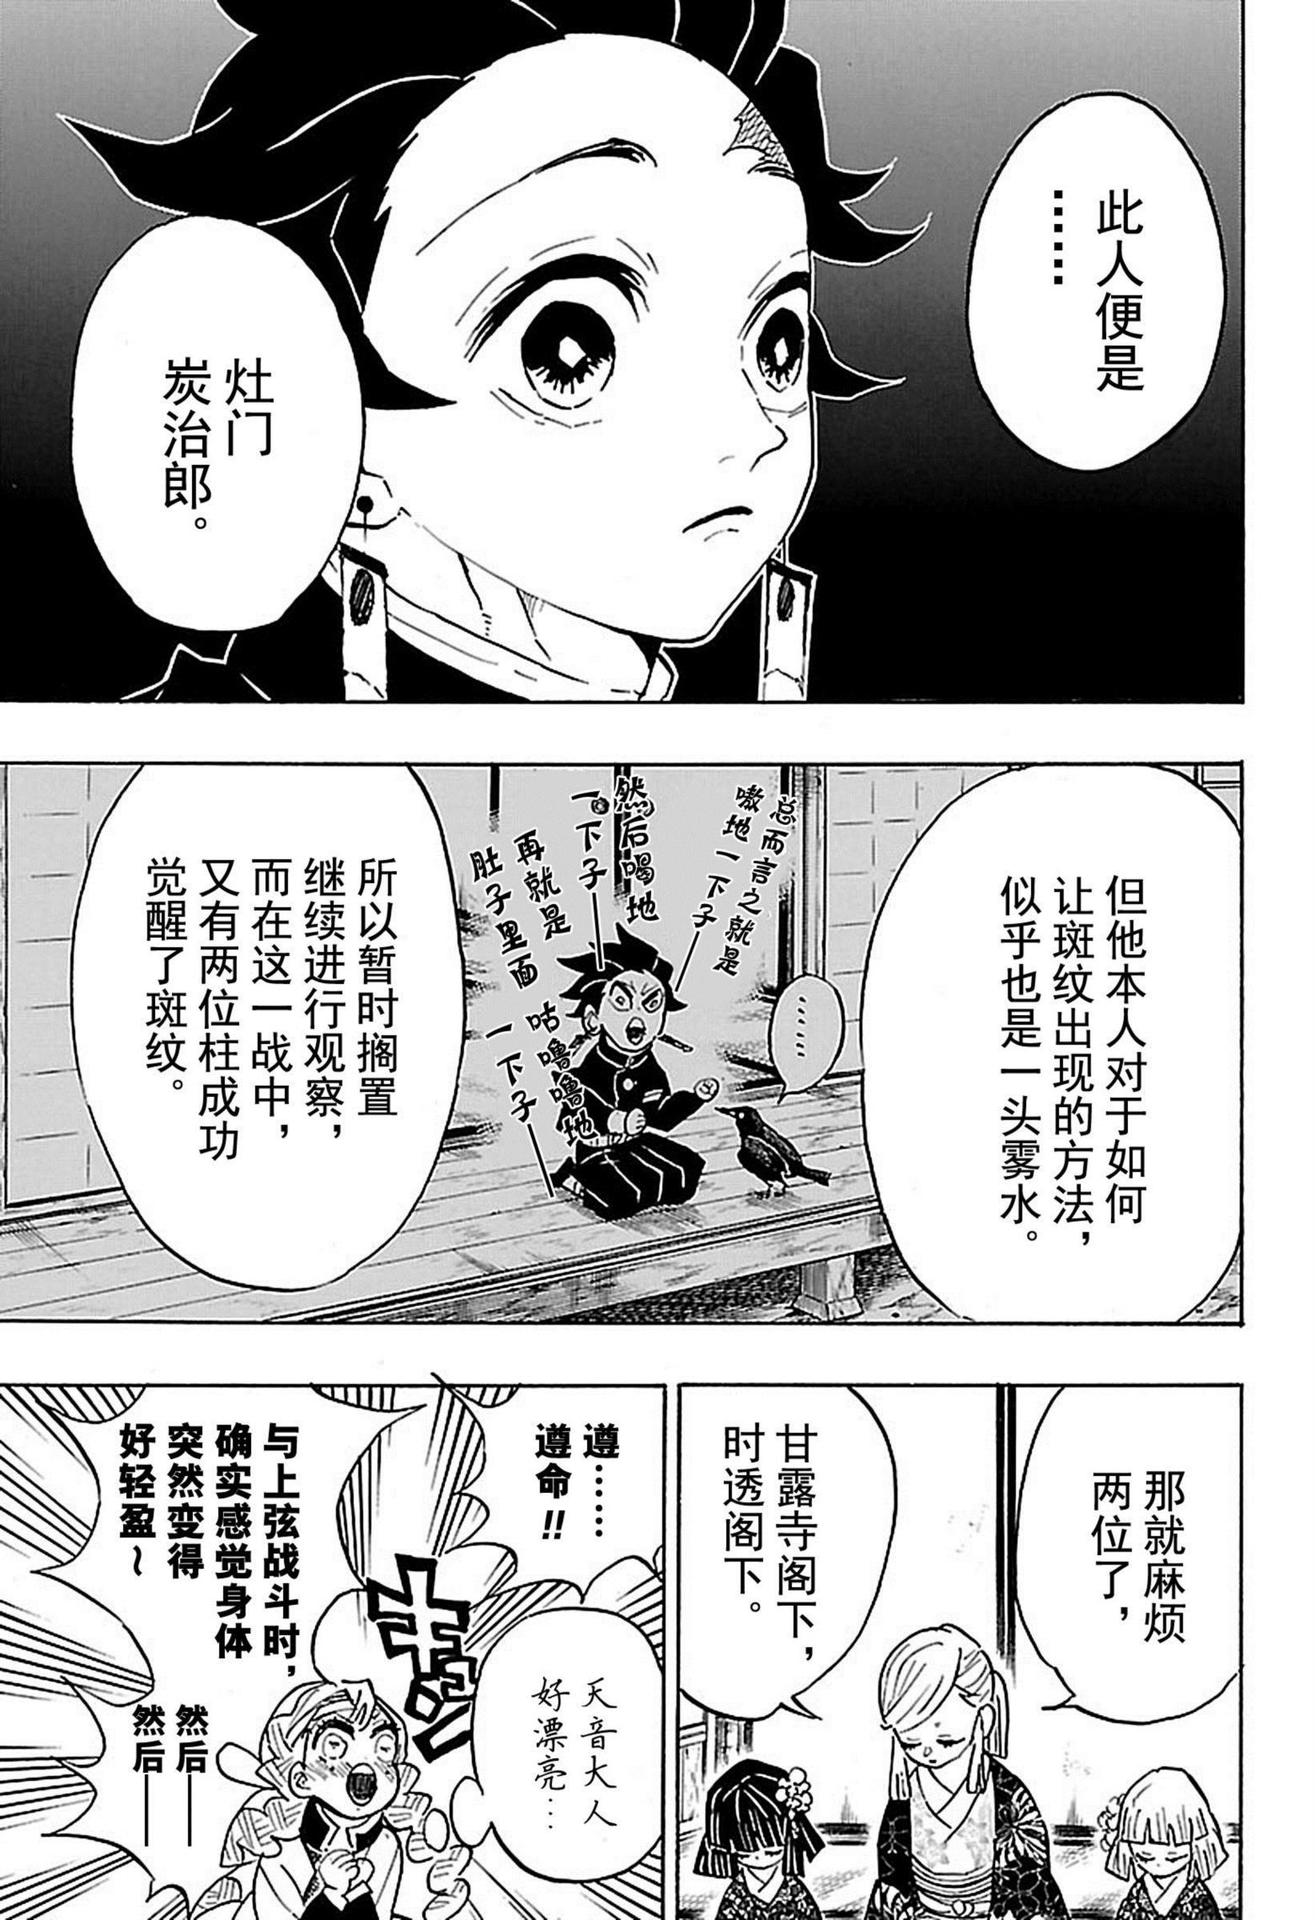 此人便是
……
灶门
炭治郎。
但他本人对于如何
让斑纹出现的方法，
似乎也是一头雾水。
……
总而言之就是
嗷地一下子——
然后喝地
一下子——
再就是
肚子里面
咕噜噜地
一下子——
所以暂时搁置
继续进行观察，
而在这一战中，
又有两位柱成功
觉醒了斑纹。
那就麻烦
两位了，
甘露寺阁下，
时透阁下。
遵……
遵命!!
キュン!
天音大人
好漂亮…
与上弦战斗时，
确实感觉身体
突然变得
好轻盈～
然后——
然后——